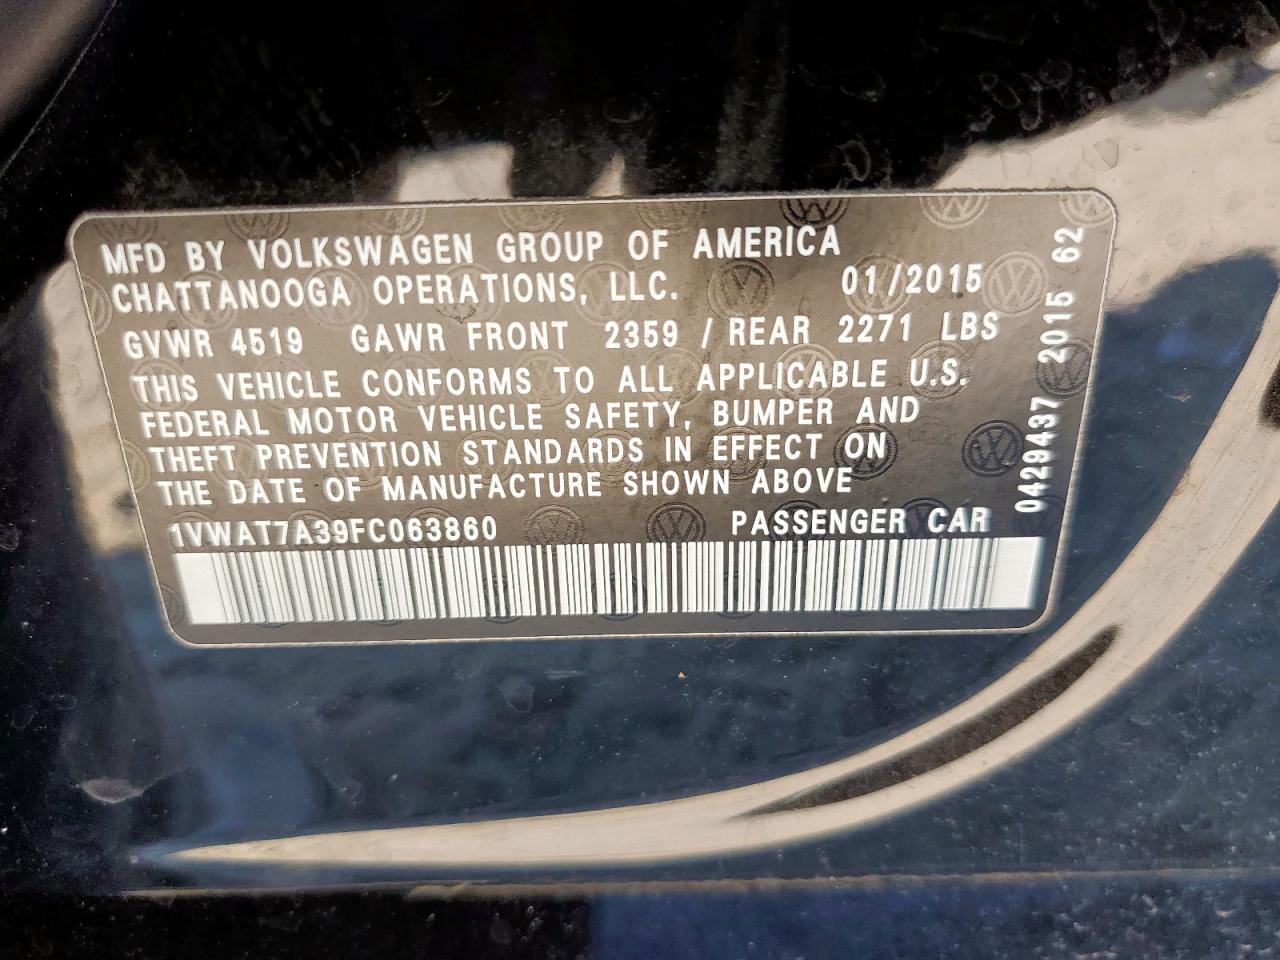 MFD BY VOLKSWAGEN GROUP OF AMERICA
CHATTANOOGA OPERATIONS, LLC. 01/2015
GVWR 4519 GAWR FRONT 2359 / REAR 2271 LBS
THIS VEHICLE CONFORMS TO ALL APPLICABLE U.S.
FEDERAL MOTOR VEHICLE SAFETY, BUMPER AND
THEFT PREVENTION STANDARDS IN EFFECT ON
THE DATE OF MANUFACTURE SHOWN ABOVE
1VWAT7A39FC063860 PASSENGER CAR
0429437 2015 62